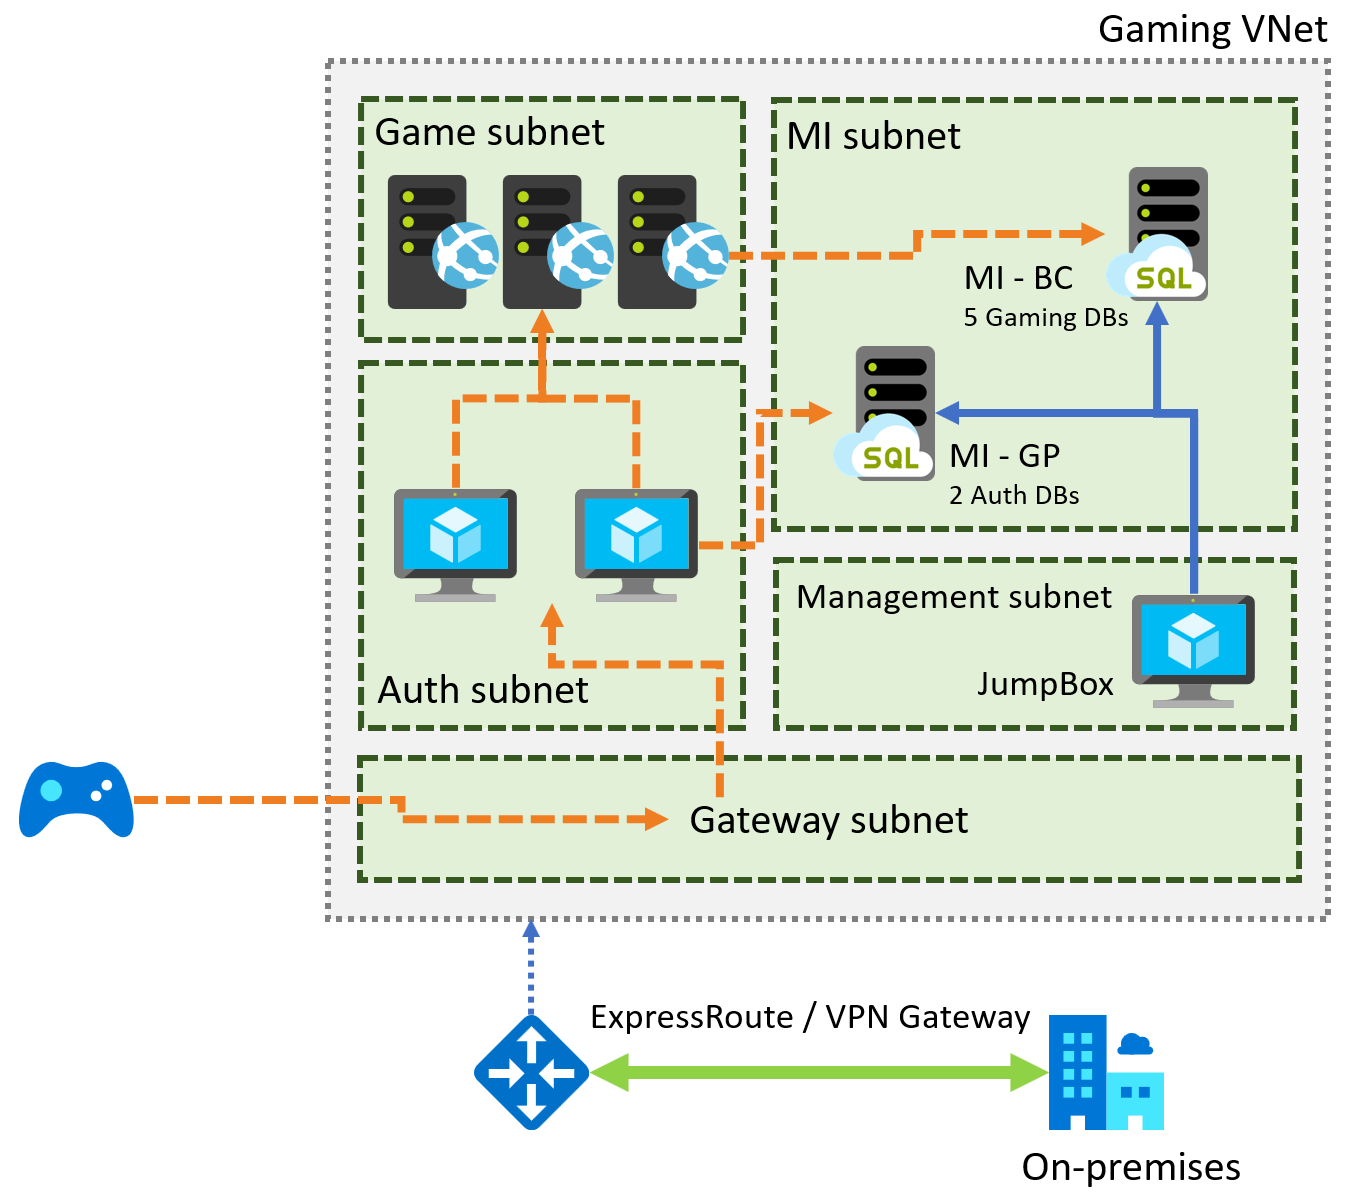 Gaming VNet
Game subnet
MI subnet
MI - BC
5 Gaming DBs
SQL
MI - GP
2 Auth DBs
SQL
Management subnet
JumpBox
Auth subnet
Gateway subnet
ExpressRoute / VPN Gateway
On-premises